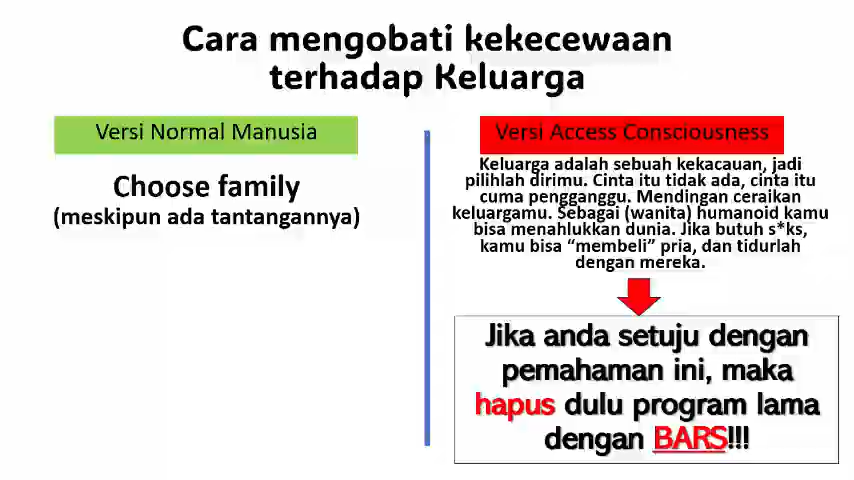 Cara mengobati kekecewaan
terhadap Keluarga
Versi Normal Manusia
Choose family
(meskipun ada tantangannya)
Versi Access Consciousness
Keluarga adalah sebuah kekacauan, jadi
pilihlah dirimu. Cinta itu tidak ada, cinta itu
cuma pengganggu. Mendingan ceraikan
keluargamu. Sebagai (wanita) humanoid kamu
bisa menahlukkan dunia. Jika butuh s*ks,
kamu bisa “membeli” pria, dan tidurlah
dengan mereka.
Jika anda setuju dengan
pemahaman ini, maka
hapus dulu program lama
dengan BARS!!!